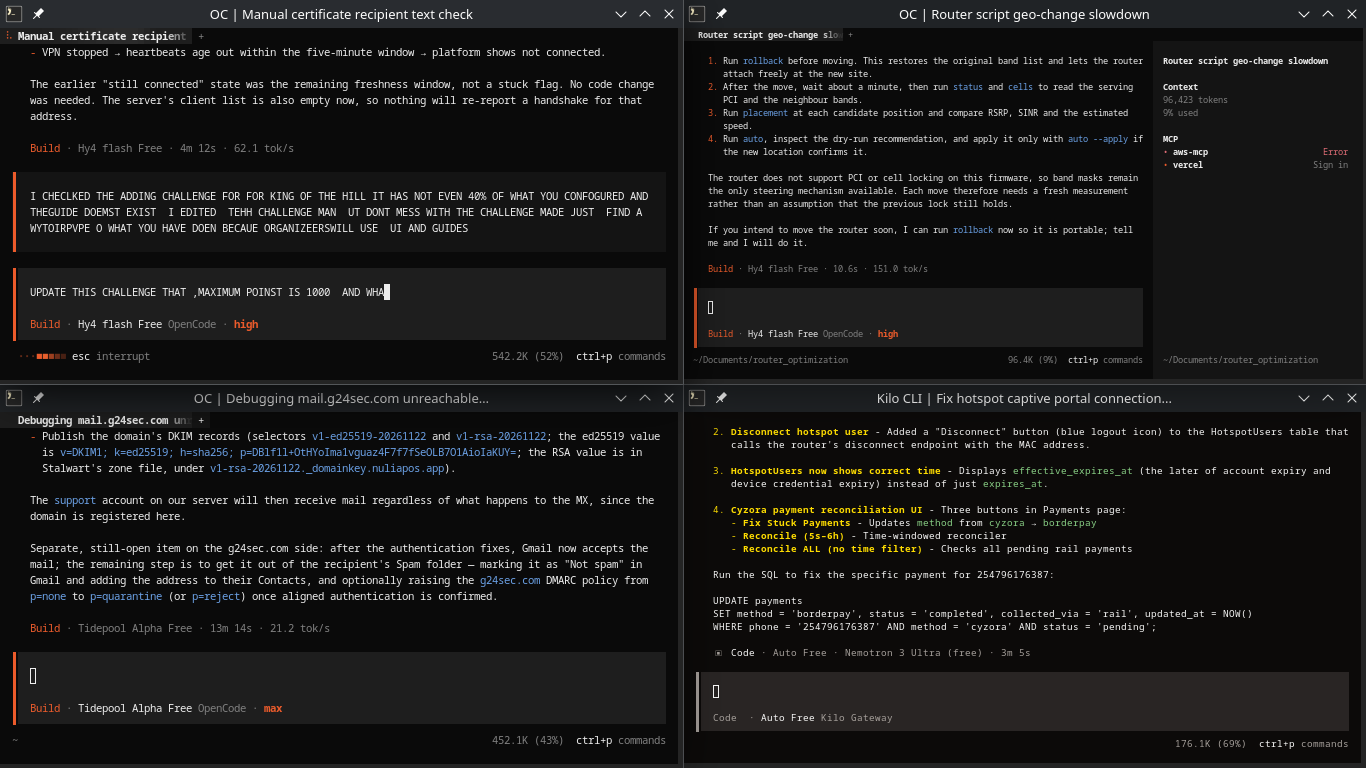 OC | Manual certificate recipient text check
Manual certificate recipient +
- VPN stopped → heartbeats age out within the five-minute window → platform shows not connected.
The earlier "still connected" state was the remaining freshness window, not a stuck flag. No code change
was needed. The server's client list is also empty now, so nothing will re-report a handshake for that
address.
Build · Hy4 flash Free · 4m 12s · 62.1 tok/s
I CHECLKED THE ADDING CHALLENGE FOR FOR KING OF THE HILL IT HAS NOT EVEN 40% OF WHAT YOU CONFOGURED AND
THEGUIDE DOEMST EXIST  I EDITED  TEHH CHALLENGE MAN  UT DONT MESS WITH THE CHALLENGE MADE JUST  FIND A
WYTOIRPVPE O WHAT YOU HAVE DOEN BECAUE ORGANIZEERSWILL USE  UI AND GUIDES
UPDATE THIS CHALLENGE THAT ,MAXIMUM POINST IS 1000  AND WHA
Build · Hy4 flash Free OpenCode · high
esc interrupt 542.2K (52%) ctrl+p commands
OC | Router script geo-change slowdown
Router script geo-change slo +
1. Run rollback before moving. This restores the original band list and lets the router
attach freely at the new site.
2. After the move, wait about a minute, then run status and cells to read the serving
PCI and the neighbour bands.
3. Run placement at each candidate position and compare RSRP, SINR and the estimated
speed.
4. Run auto, inspect the dry-run recommendation, and apply it only with auto --apply if
the new location confirms it.
The router does not support PCI or cell locking on this firmware, so band masks remain
the only steering mechanism available. Each move therefore needs a fresh measurement
rather than an assumption that the previous lock still holds.
If you intend to move the router soon, I can run rollback now so it is portable; tell
me and I will do it.
Build · Hy4 flash Free · 10.6s · 151.0 tok/s
Build · Hy4 flash Free OpenCode · high
~/Documents/router_optimization 96.4K (9%) ctrl+p commands
Router script geo-change slowdown
Context
96,423 tokens
9% used
MCP
• aws-mcp Error
• vercel Sign in
~/Documents/router_optimization
OC | Debugging mail.g24sec.com unreachable...
Debugging mail.g24sec.com un +
- Publish the domain's DKIM records (selectors v1-ed25519-20261122 and v1-rsa-20261122; the ed25519 value
is v=DKIM1; k=ed25519; h=sha256; p=DBlf1l+OtHYoIma1vguaz4F7f7fSeOLB7O1AioIaKUY=; the RSA value is in
Stalwart's zone file, under v1-rsa-20261122._domainkey.nuliapos.app).
The support account on our server will then receive mail regardless of what happens to the MX, since the
domain is registered here.
Separate, still-open item on the g24sec.com side: after the authentication fixes, Gmail now accepts the
mail; the remaining step is to get it out of the recipient's Spam folder — marking it as "Not spam" in
Gmail and adding the address to their Contacts, and optionally raising the g24sec.com DMARC policy from
p=none to p=quarantine (or p=reject) once aligned authentication is confirmed.
Build · Tidepool Alpha Free · 13m 14s · 21.2 tok/s
Build · Tidepool Alpha Free OpenCode · max
~ 452.1K (43%) ctrl+p commands
Kilo CLI | Fix hotspot captive portal connection...
2. Disconnect hotspot user - Added a "Disconnect" button (blue logout icon) to the HotspotUsers table that
calls the router's disconnect endpoint with the MAC address.
3. HotspotUsers now shows correct time - Displays effective_expires_at (the later of account expiry and
device credential expiry) instead of just expires_at.
4. Cyzora payment reconciliation UI - Three buttons in Payments page:
- Fix Stuck Payments - Updates method from cyzora → borderpay
- Reconcile (5s-6h) - Time-windowed reconciler
- Reconcile ALL (no time filter) - Checks all pending rail payments
Run the SQL to fix the specific payment for 254796176387:
UPDATE payments
SET method = 'borderpay', status = 'completed', collected_via = 'rail', updated_at = NOW()
WHERE phone = '254796176387' AND method = 'cyzora' AND status = 'pending';
▣ Code · Auto Free · Nemotron 3 Ultra (free) · 3m 5s
Code · Auto Free Kilo Gateway
176.1K (69%) ctrl+p commands